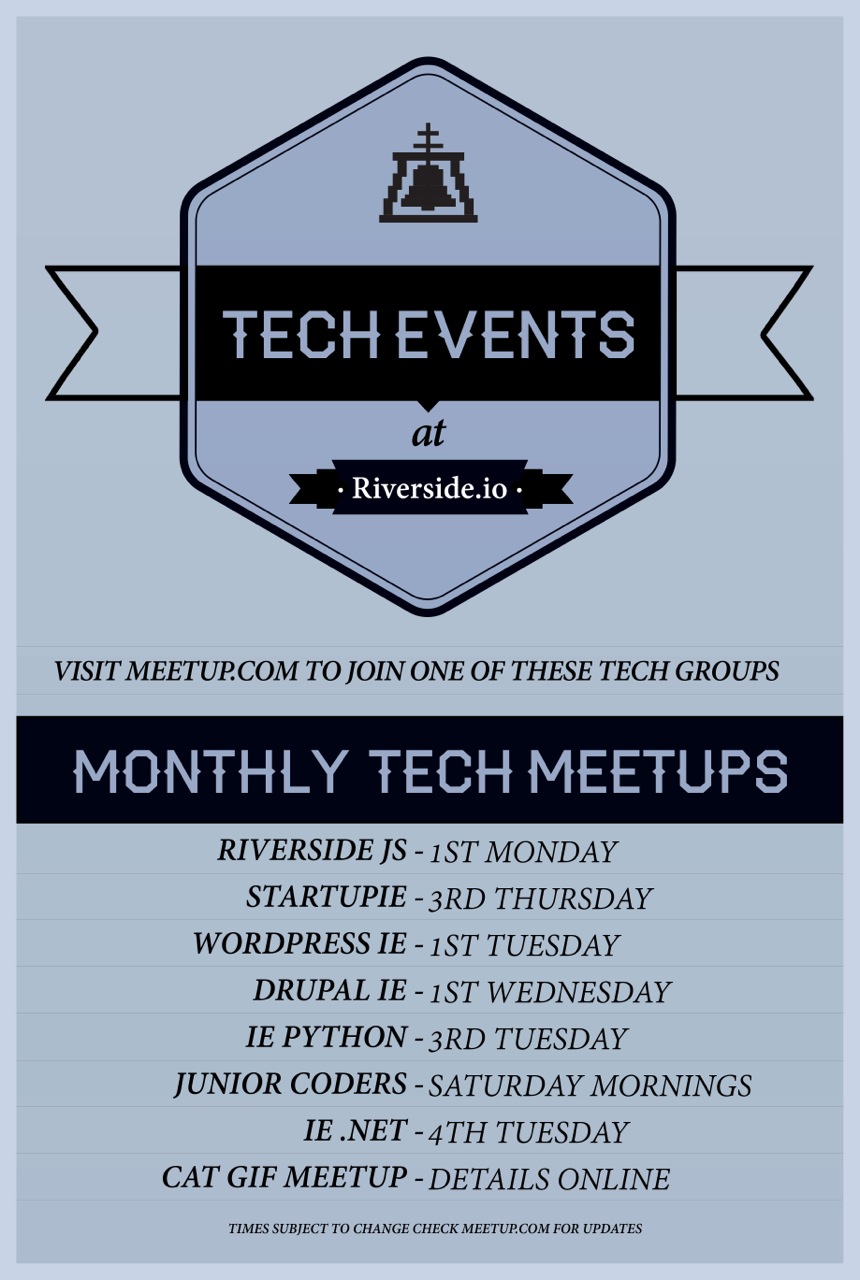 TECH EVENTS
at
· Riverside.io ·
VISIT MEETUP.COM TO JOIN ONE OF THESE TECH GROUPS
MONTHLY TECH MEETUPS
RIVERSIDE JS - 1ST MONDAY
STARTUPIE - 3RD THURSDAY
WORDPRESS IE - 1ST TUESDAY
DRUPAL IE - 1ST WEDNESDAY
IE PYTHON - 3RD TUESDAY
JUNIOR CODERS - SATURDAY MORNINGS
IE .NET - 4TH TUESDAY
CAT GIF MEETUP - DETAILS ONLINE
TIMES SUBJECT TO CHANGE CHECK MEETUP.COM FOR UPDATES